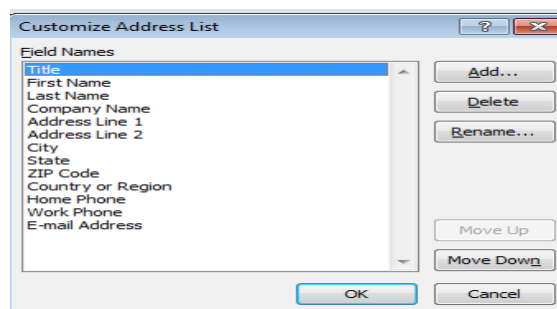 Customize Address List
Field Names
Title
First Name
Last Name
Company Name
Address Line 1
Address Line 2
City
State
ZIP Code
Country or Region
Home Phone
Work Phone
E-mail Address
Add...
Delete
Rename...
Move Up
Move Down
OK
Cancel